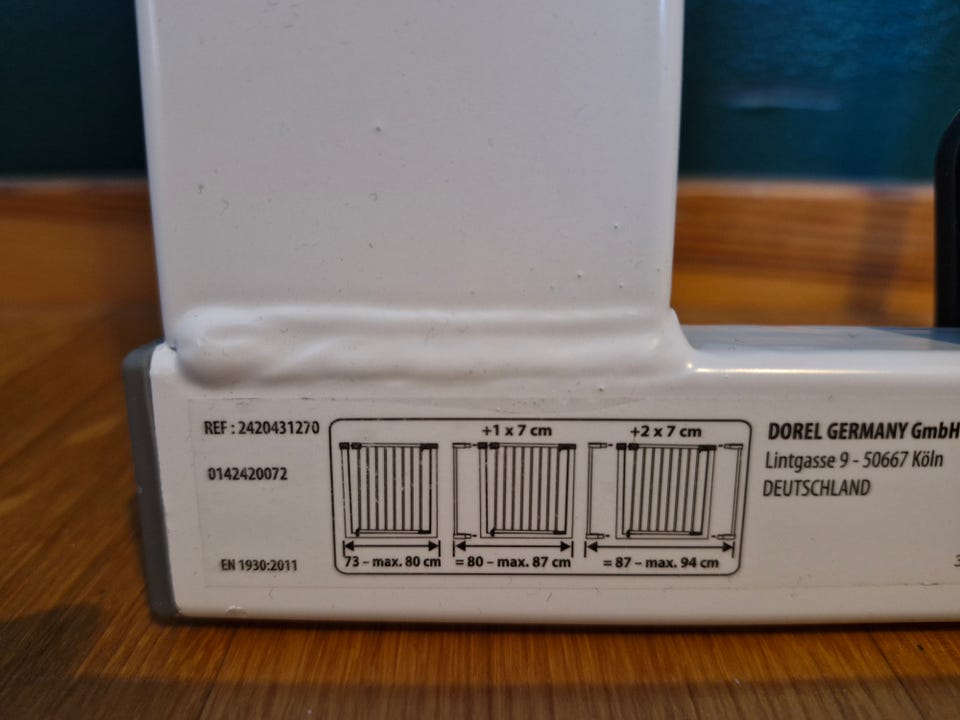 REF : 2420431270
0142420072
EN 1930:2011
+1 x 7 cm
+2 x 7 cm
73 – max. 80 cm
= 80 – max. 87 cm
= 87 – max. 94 cm
DOREL GERMANY GmbH
Lintgasse 9 - 50667 Köln
DEUTSCHLAND